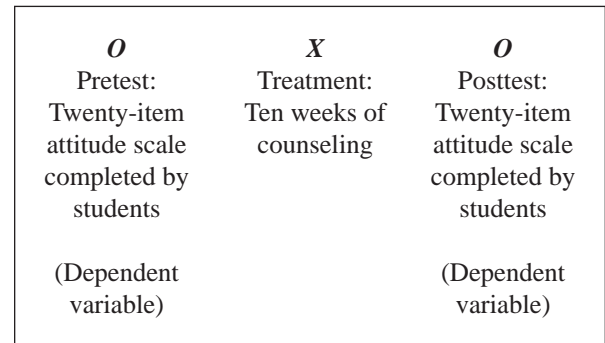 O X O
Pretest: Treatment: Posttest:
Twenty-item Ten weeks of Twenty-item
attitude scale counseling attitude scale
completed by completed by
students students
(Dependent (Dependent
variable) variable)